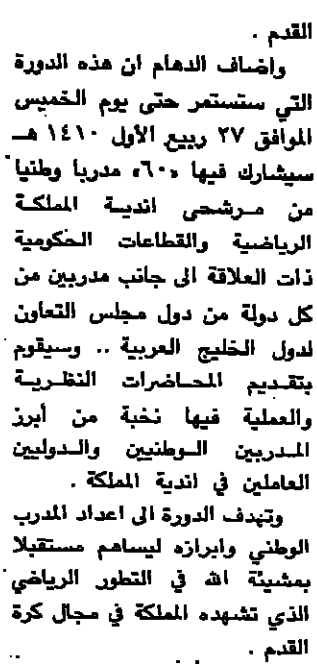 القدم .
واضاف الدهام ان هذه الدورة
التي ستستمر حتى يوم الخميس
الموافق ٢٧ ربيع الأول ١٤١٠ هـ
سيشارك فيها «٦٠» مدربا وطنيا
من مرشحى اندية المملكة
الرياضية والقطاعات الحكومية
ذات العلاقة الى جانب مدربين من
كل دولة من دول مجلس التعاون
لدول الخليج العربية .. وسيقوم
بتقديم المحاضرات النظرية
والعملية فيها نخبة من أبرز
المدربين الوطنيين والدوليين
العاملين في اندية المملكة .
وتهدف الدورة الى اعداد المدرب
الوطني وابرازه ليساهم مستقبلا
بمشيئة الله في التطور الرياضي
الذي تشهده المملكة في مجال كرة
القدم .